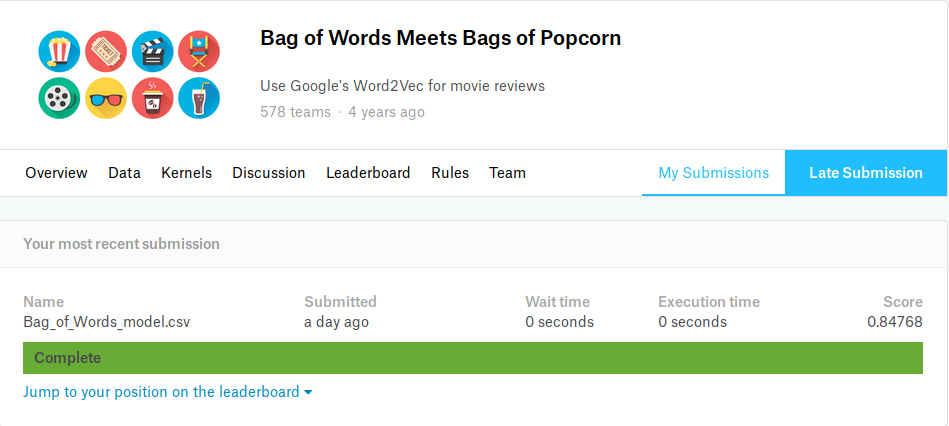 Bag of Words Meets Bags of Popcorn
Use Google's Word2Vec for movie reviews
578 teams · 4 years ago
Overview Data Kernels Discussion Leaderboard Rules Team My Submissions Late Submission
Your most recent submission
Name Submitted Wait time Execution time Score
Bag_of_Words_model.csv a day ago 0 seconds 0 seconds 0.84768
Complete
Jump to your position on the leaderboard